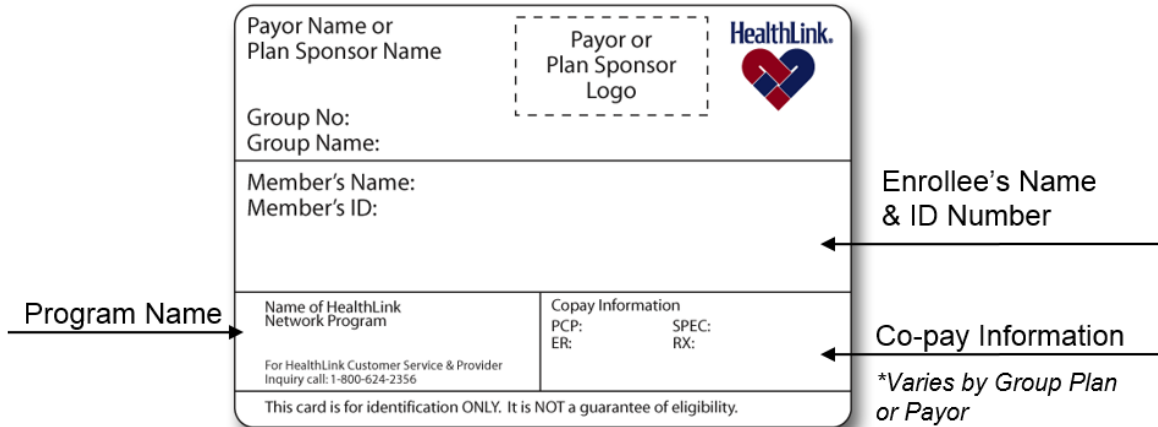 Payor Name or
Plan Sponsor Name
Payor or
Plan Sponsor
Logo
HealthLink®
Group No:
Group Name:
Member's Name:
Member's ID:
Enrollee's Name
& ID Number
Program Name
Name of HealthLink
Network Program
For HealthLink Customer Service & Provider
Inquiry call: 1-800-624-2356
Copay Information
PCP: SPEC:
ER: RX:
Co-pay Information
*Varies by Group Plan
or Payor
This card is for identification ONLY. It is NOT a guarantee of eligibility.